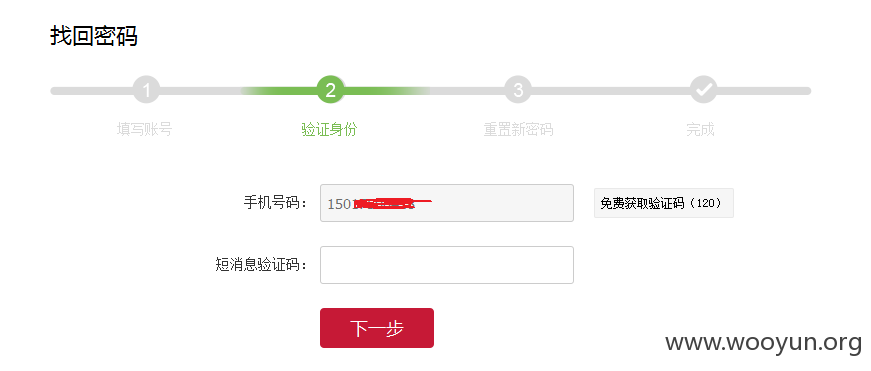 找回密码
1 2 3
填写账号 验证身份 重置新密码 完成
手机号码： 150 免费获取验证码（120）
短消息验证码：
下一步
www.wooyun.org